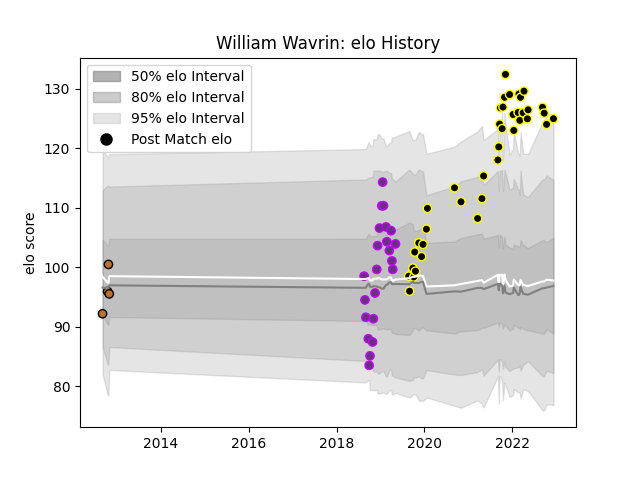 William Wavrin: elo History
50% elo Interval
80% elo Interval
95% elo Interval
Post Match elo
elo score
130
120
110
100
90
80
2014
2016
2018
2020
2022